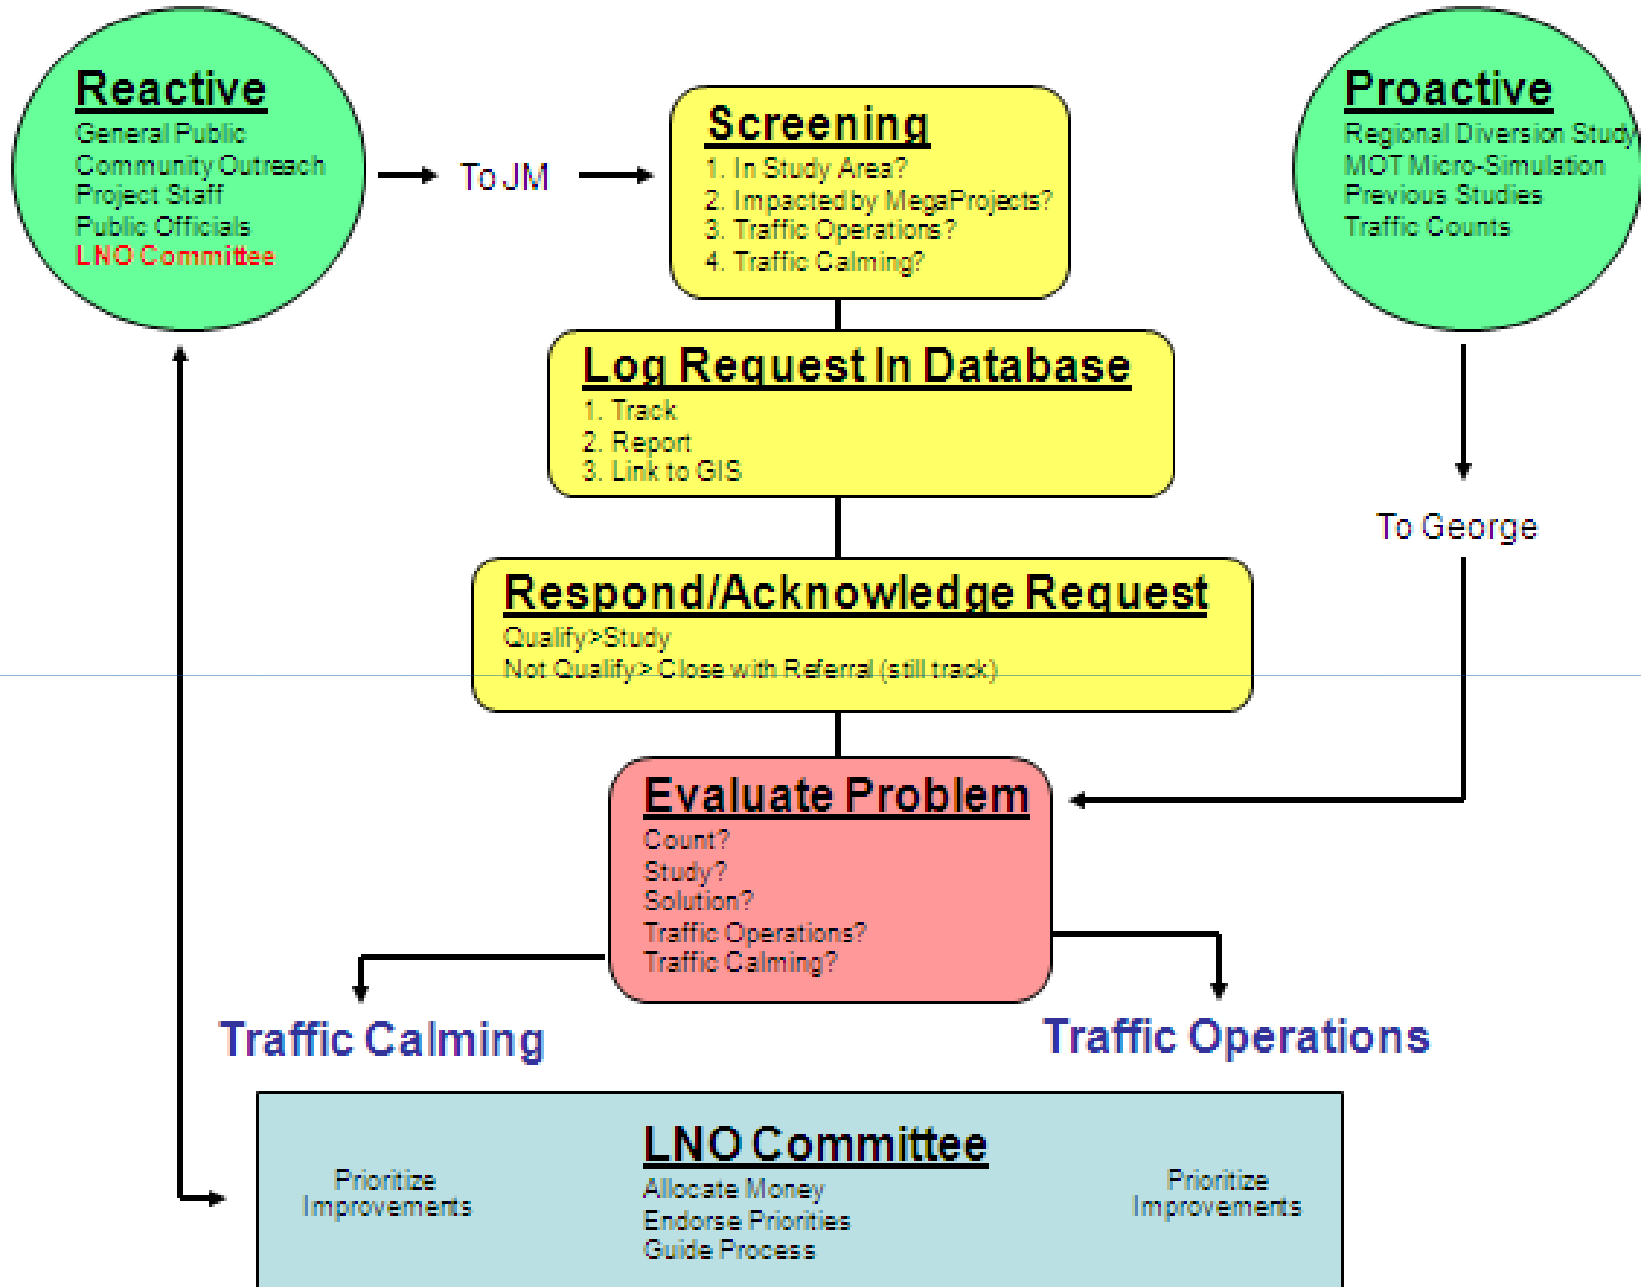 Reactive
General Public
Community Outreach
Project Staff
Public Officials
LNO Committee
To JM
Screening
1. In Study Area?
2. Impacted by MegaProjects?
3. Traffic Operations?
4. Traffic Calming?
Proactive
Regional Diversion Study
MOT Micro-Simulation
Previous Studies
Traffic Counts
Log Request In Database
1. Track
2. Report
3. Link to GIS
To George
Respond/Acknowledge Request
Qualify>Study
Not Qualify> Close with Referral (still track)
Evaluate Problem
Count?
Study?
Solution?
Traffic Operations?
Traffic Calming?
Traffic Calming
Traffic Operations
LNO Committee
Allocate Money
Endorse Priorities
Guide Process
Prioritize
Improvements
Prioritize
Improvements